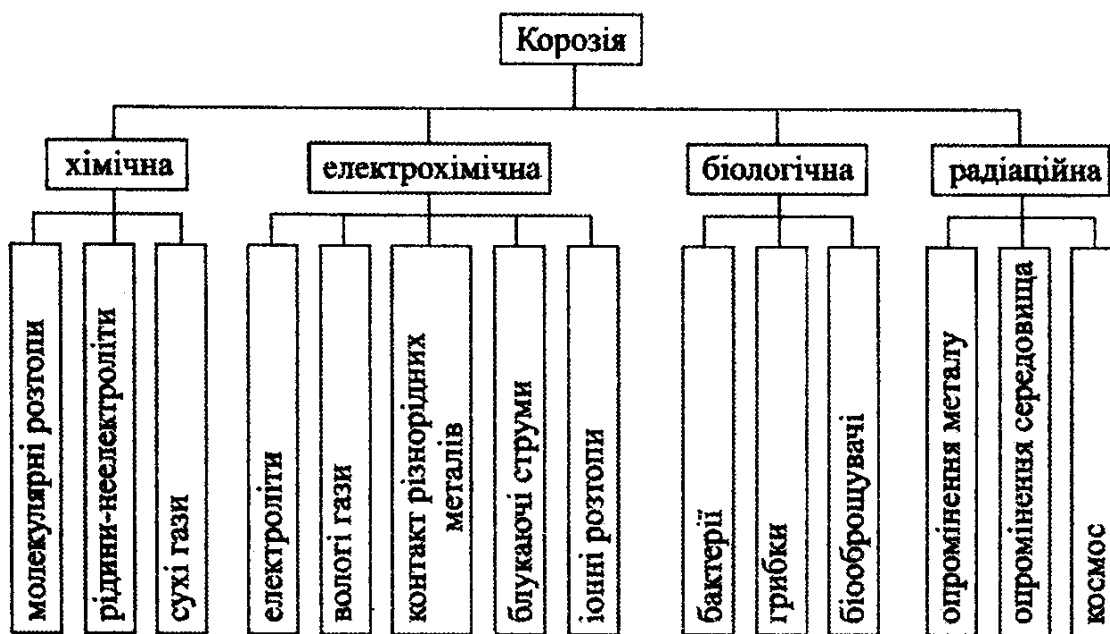 Корозія
хімічна
електрохімічна
біологічна
радіаційна
молекулярні розтопи
рідини-неелектроліти
сухі гази
електроліти
вологі гази
контакт різнорідних
металів
блукаючі струми
іонні розтопи
бактерії
грибки
біооброщувачі
опромінення металу
опромінення середовища
космос